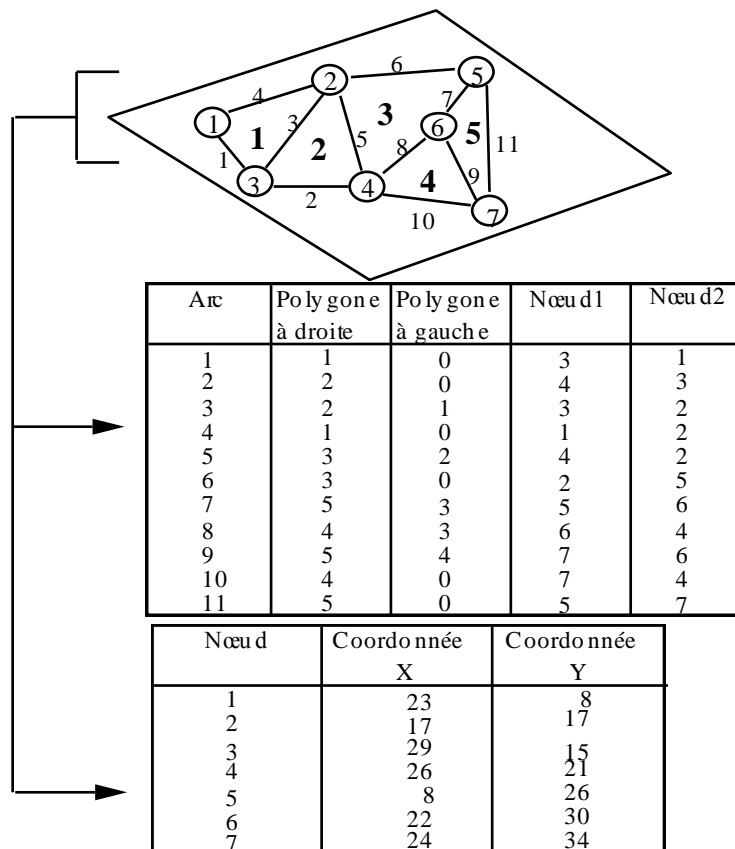 6
5
2
4
7
3
1
6
5
3
1
5
11
8
2
1
9
3
4
4
2
7
10
Arc Polygone à droite Polygone à gauche Nœud1 Nœud2
1 1 0 3 1
2 2 0 4 3
3 2 1 3 2
4 1 0 1 2
5 3 2 4 2
6 3 0 2 5
7 5 3 5 6
8 4 3 6 4
9 5 4 7 6
10 4 0 7 4
11 5 0 5 7
Nœud Coordonnée X Coordonnée Y
1 23 8
2 17 17
3 29 15
4 26 21
5 8 26
6 22 30
7 24 34